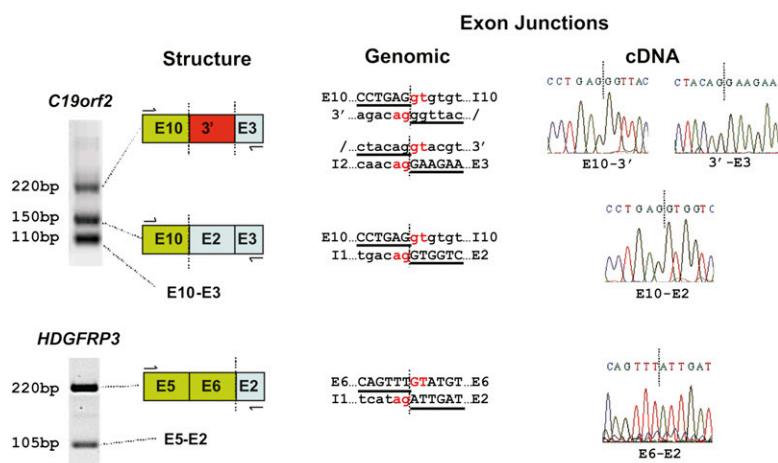 Exon Junctions
Structure
Genomic
cDNA
C19orf2
220bp
150bp
110bp
E10 3' E3
E10 E2 E3
E10-E3
E10...CCTGAGgtgtgt...I10
3'...agacagggttac.../
/...ctacaggtacgt...3'
I2...caacagGAAGAA...E3
E10...CCTGAGgtgtgt...I10
I1...tgacagGTGGTC...E2
CCTGAGGGTTAC
E10-3'
CTACAGGAAGAA
3'-E3
CCTGAGGTGGTC
E10-E2
HDGFRP3
220bp
105bp
E5 E6 E2
E5-E2
E6...CAGTTTGTATGT...E6
I1...tcatagATTGAT...E2
CAGTTTATTGAT
E6-E2